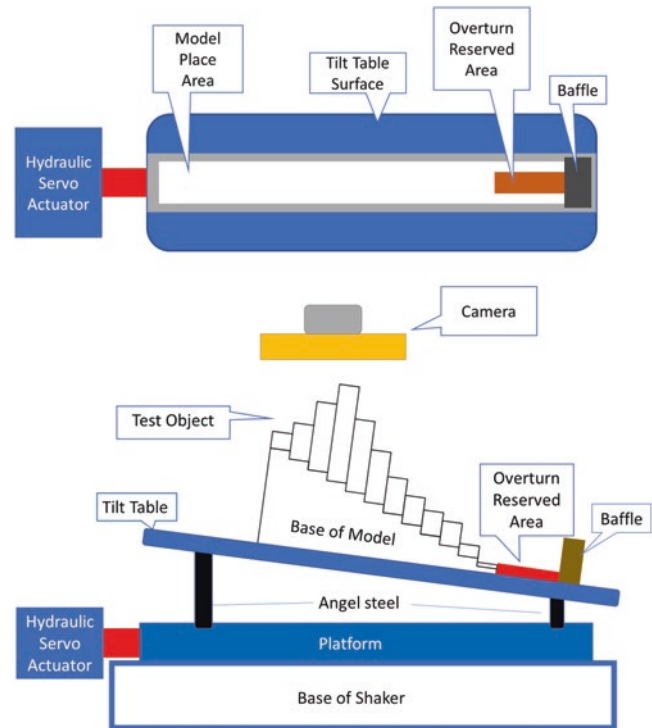 Model
Place
Area
Tilt Table
Surface
Overturn
Reserved
Area
Baffle
Hydraulic
Servo
Actuator
Camera
Test Object
Tilt Table
Base of Model
Overturn
Reserved
Area
Baffle
Angel steel
Hydraulic
Servo
Actuator
Platform
Base of Shaker